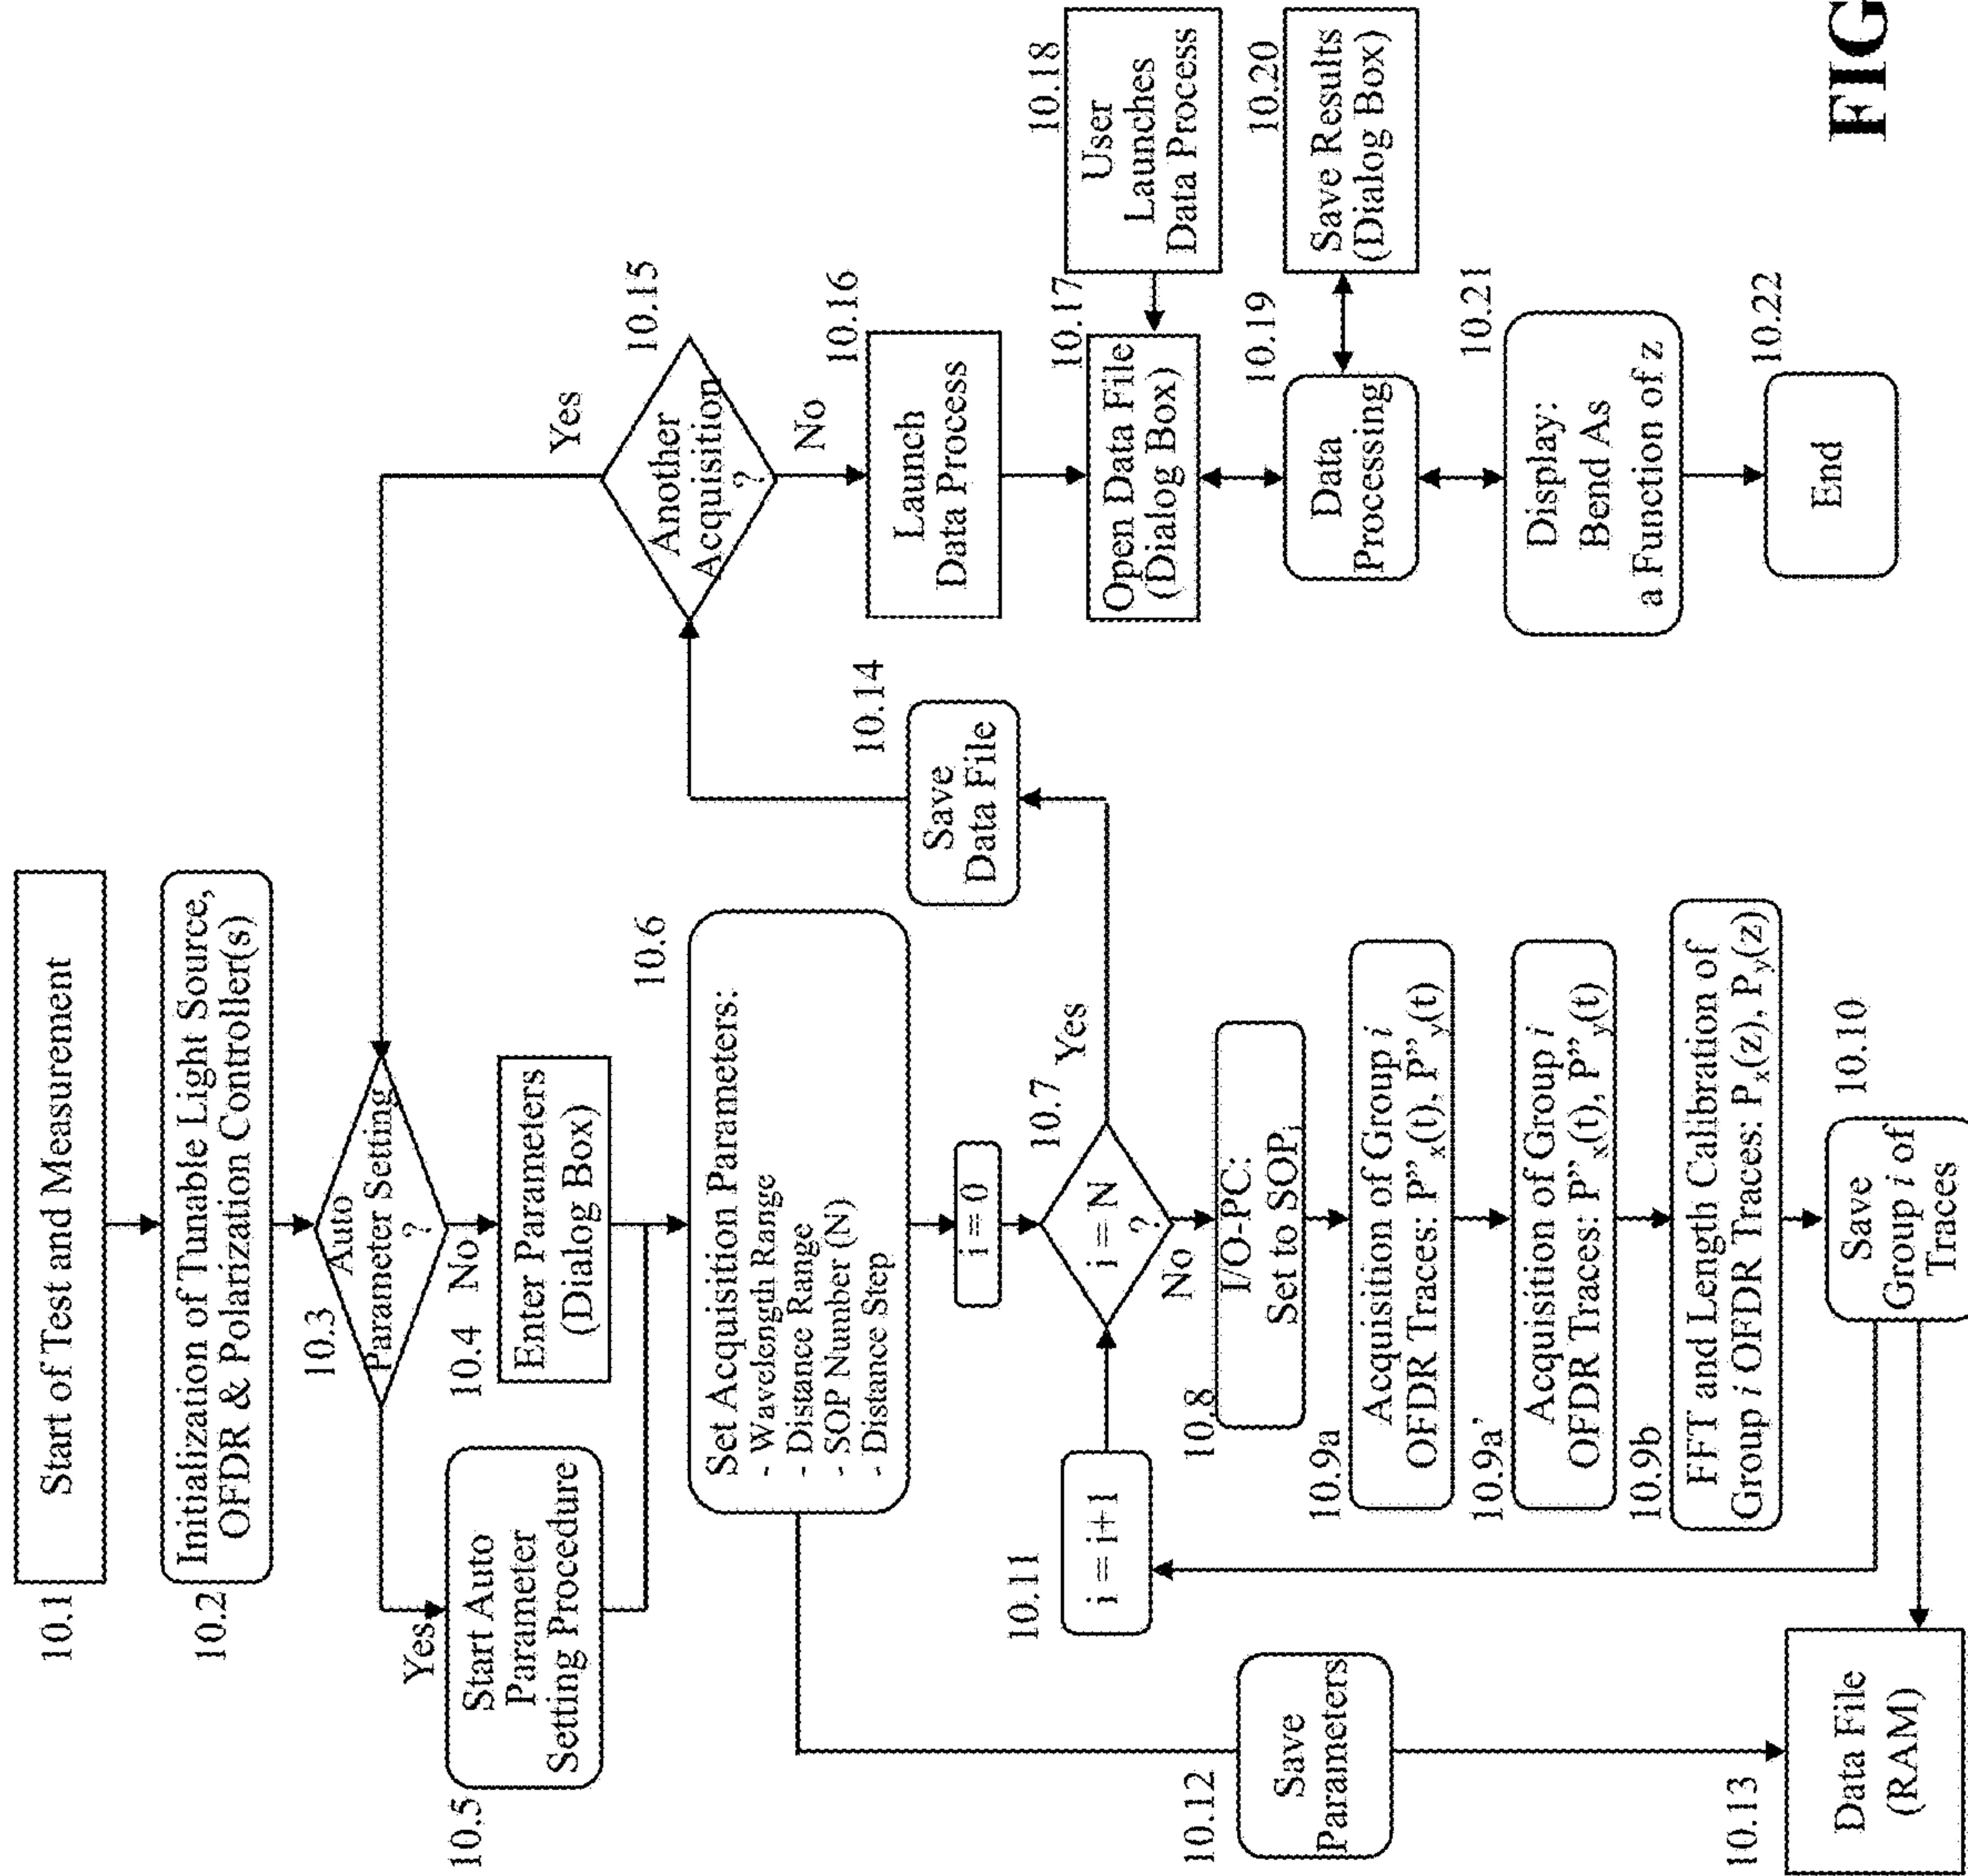 10.1
Start of Test and Measurement
10.2
Initialization of Tunable Light Source,
OFDR & Polarization Controller(s)
10.3
Auto
Parameter Setting
?
Yes
No
10.4
Enter Parameters
(Dialog Box)
10.5
Start Auto
Parameter
Setting Procedure
10.6
Set Acquisition Parameters:
- Wavelength Range
- Distance Range
- SOP Number (N)
- Distance Step
i = 0
10.7
i = N
?
Yes
No
10.8
I/O-PC:
Set to SOPi
10.9a
Acquisition of Group i
OFDR Traces: P”x(t), P”y(t)
10.9a’
Acquisition of Group i
OFDR Traces: P”x(t), P”y(t)
10.9b
FFT and Length Calibration of
Group i OFDR Traces: Px(z), Py(z)
10.10
Save
Group i of
Traces
10.11
i = i+1
10.12
Save
Parameters
10.13
Data File
(RAM)
10.14
Save
Data File
10.15
Another
Acquisition
?
Yes
No
10.16
Launch
Data Process
10.17
Open Data File
(Dialog Box)
10.18
User
Launches
Data Process
10.19
Data
Processing
10.20
Save Results
(Dialog Box)
10.21
Display:
Bend As
a Function of z
10.22
End
FIG